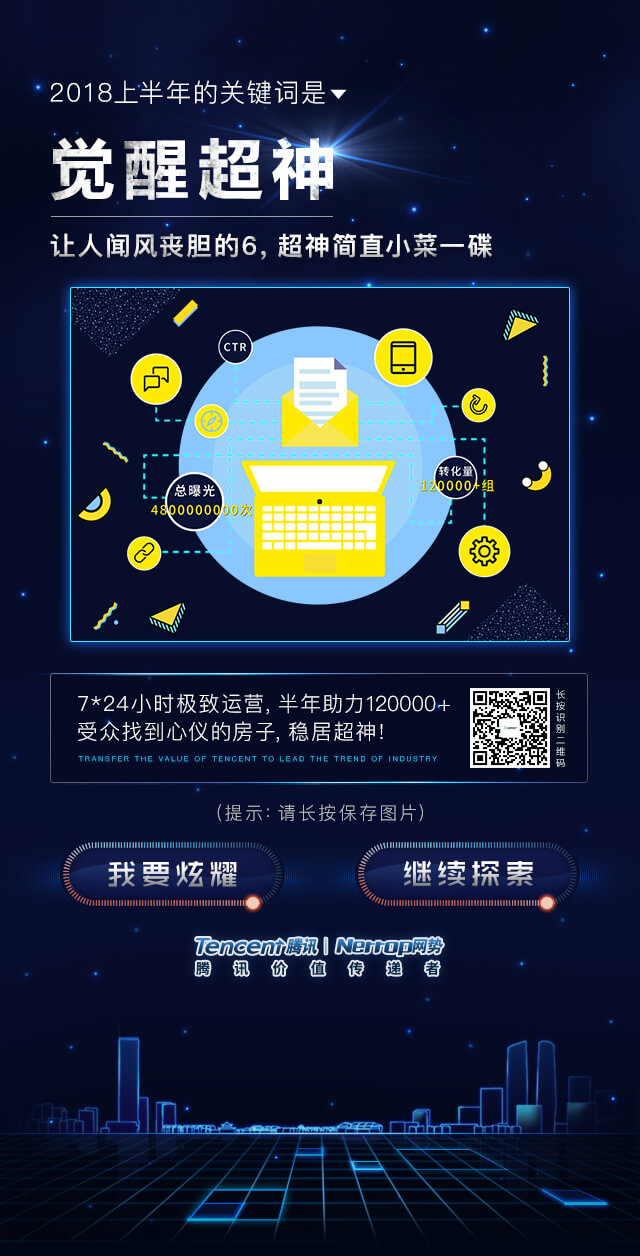 2018上半年的关键词是
觉醒超神
让人闻风丧胆的6, 超神简直小菜一碟
CTR
总曝光
4800000000次
转化量
120000+组
7*24小时极致运营, 半年助力120000+
受众找到心仪的房子, 稳居超神!
TRANSFER THE VALUE OF TENCENT TO LEAD THE TREND OF INDUSTRY
长按识别二维码
(提示: 请长按保存图片)
我要炫耀
继续探索
Tencent 腾讯 | Nettop网势
腾讯价值传递者